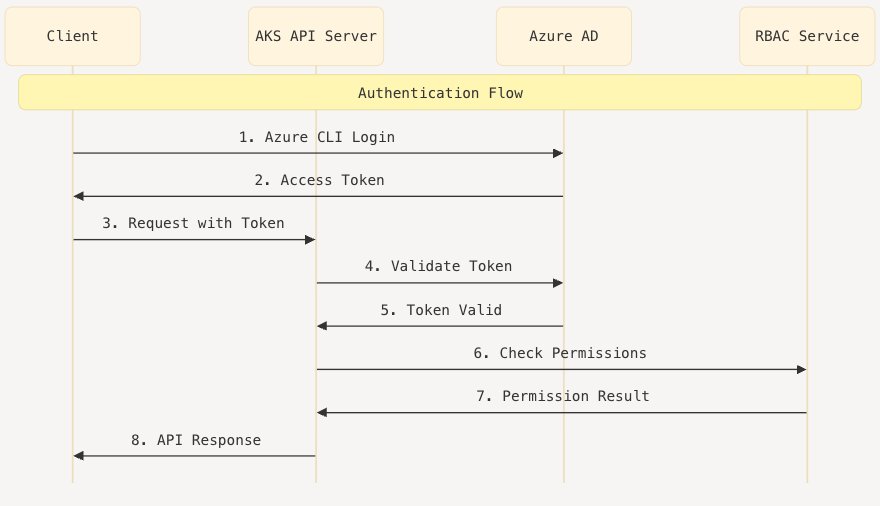 Client
AKS API Server
Azure AD
RBAC Service
Authentication Flow
1. Azure CLI Login
2. Access Token
3. Request with Token
4. Validate Token
5. Token Valid
6. Check Permissions
7. Permission Result
8. API Response